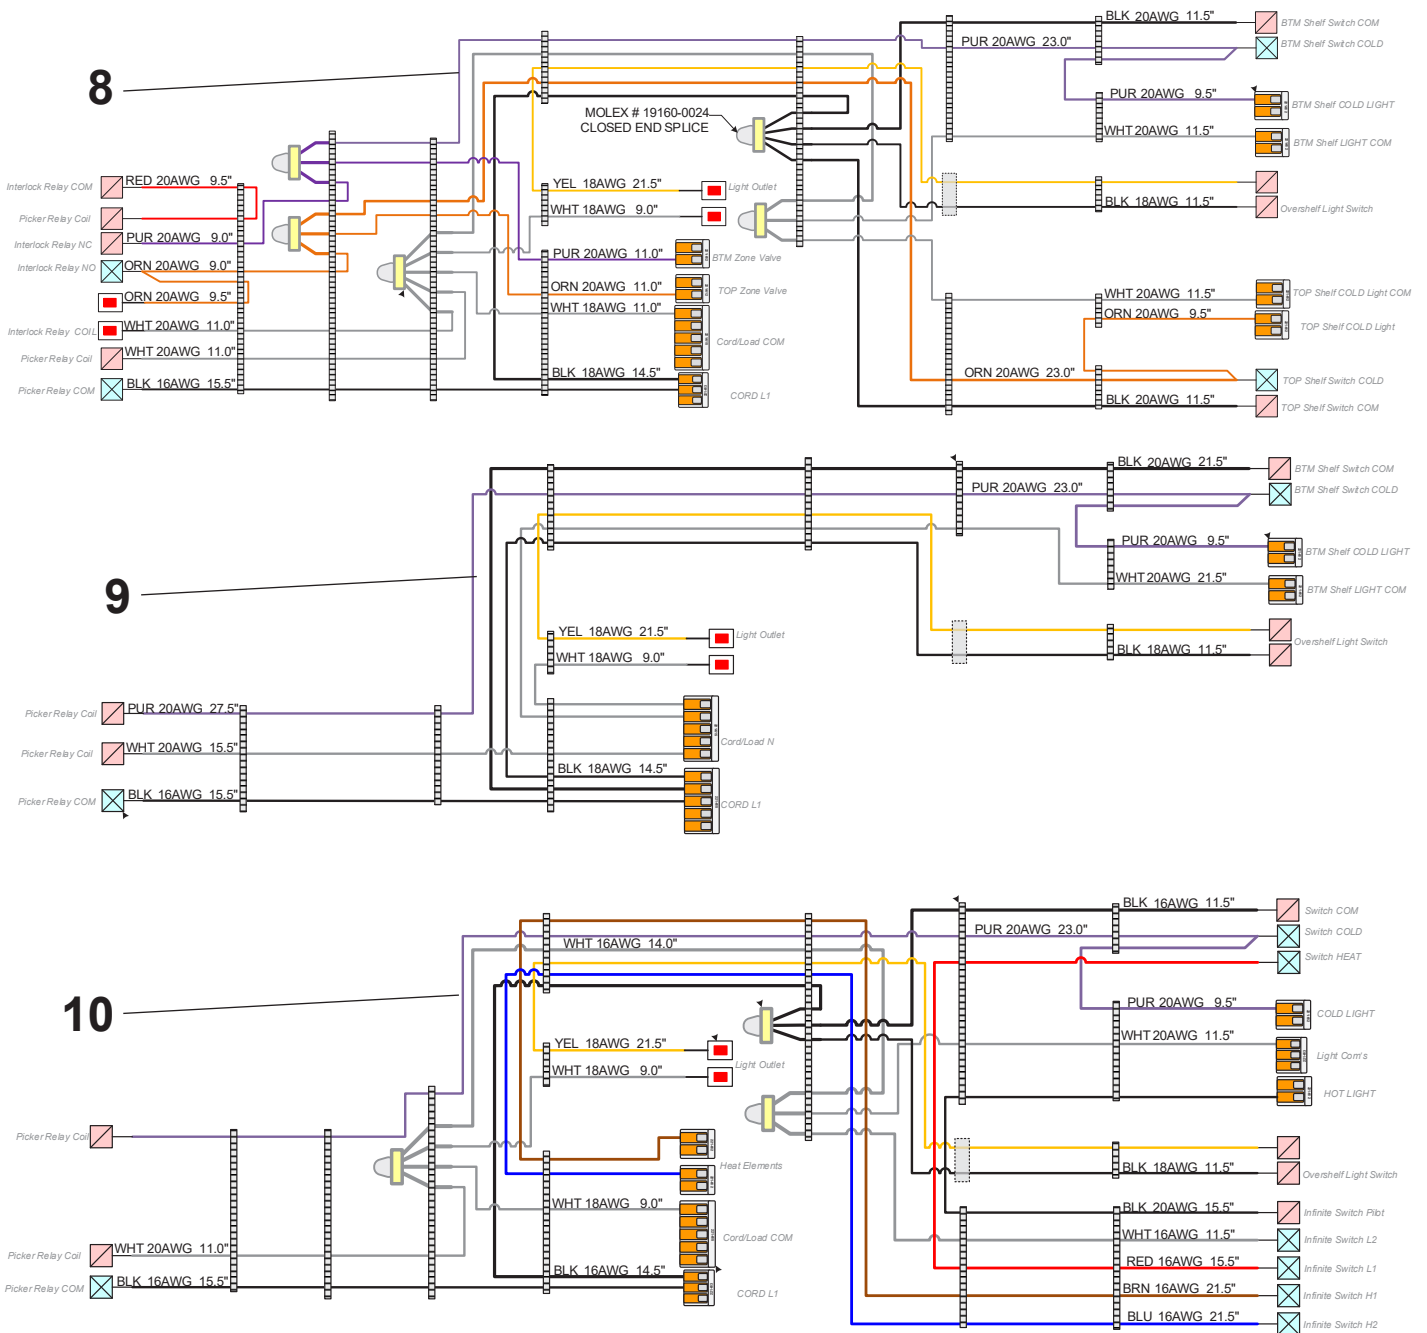 8
MOLEX # 19160-0024
CLOSED END SPLICE
BLK 20AWG 11.5"
BTM Shelf Switch COM
PUR 20AWG 23.0"
BTM Shelf Switch COLD
PUR 20AWG 9.5"
BTM Shelf COLD LIGHT
WHT 20AWG 11.5"
BTM Shelf LIGHT COM
Interlock Relay COM
RED 20AWG 9.5"
Picker Relay Coil
Interlock Relay NC
PUR 20AWG 9.0"
Interlock Relay NO
ORN 20AWG 9.0"
ORN 20AWG 9.5"
Interlock Relay COIL
WHT 20AWG 11.0"
Picker Relay Coil
WHT 20AWG 11.0"
Picker Relay COM
BLK 16AWG 15.5"
YEL 18AWG 21.5"
Light Outlet
WHT 18AWG 9.0"
PUR 20AWG 11.0"
BTM Zone Valve
ORN 20AWG 11.0"
TOP Zone Valve
WHT 18AWG 11.0"
Cord/Load COM
BLK 18AWG 14.5"
CORD L1
BLK 18AWG 11.5"
Overshelf Light Switch
WHT 20AWG 11.5"
TOP Shelf COLD Light COM
ORN 20AWG 9.5"
TOP Shelf COLD Light
ORN 20AWG 23.0"
TOP Shelf Switch COLD
BLK 20AWG 11.5"
TOP Shelf Switch COM
9
BLK 20AWG 21.5"
BTM Shelf Switch COM
PUR 20AWG 23.0"
BTM Shelf Switch COLD
PUR 20AWG 9.5"
BTM Shelf COLD LIGHT
WHT 20AWG 21.5"
BTM Shelf LIGHT COM
YEL 18AWG 21.5"
Light Outlet
WHT 18AWG 9.0"
Overshelf Light Switch
BLK 18AWG 11.5"
Picker Relay Coil
PUR 20AWG 27.5"
Picker Relay Coil
WHT 20AWG 15.5"
Cord/Load N
BLK 18AWG 14.5"
Picker Relay COM
BLK 16AWG 15.5"
CORD L1
10
BLK 16AWG 11.5"
Switch COM
PUR 20AWG 23.0"
Switch COLD
WHT 16AWG 14.0"
Switch HEAT
PUR 20AWG 9.5"
COLD LIGHT
WHT 20AWG 11.5"
Light Com's
HOT LIGHT
YEL 18AWG 21.5"
Light Outlet
WHT 18AWG 9.0"
Picker Relay Coil
Heat Elements
BLK 18AWG 11.5"
Overshelf Light Switch
WHT 18AWG 9.0"
Cord/Load COM
BLK 20AWG 15.5"
Infinite Switch Pilot
WHT 16AWG 11.5"
Infinite Switch L2
Picker Relay Coil
WHT 20AWG 11.0"
RED 16AWG 15.5"
Infinite Switch L1
BLK 16AWG 14.5"
Picker Relay COM
BLK 16AWG 15.5"
CORD L1
BRN 16AWG 21.5"
Infinite Switch H1
BLU 16AWG 21.5"
Infinite Switch H2